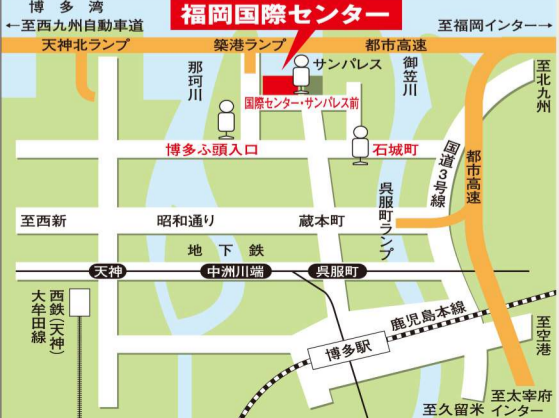 博多湾
福岡国際センター
←至西九州自動車道
至福岡インター→
天神北ランプ
築港ランプ
都市高速
那珂川
サンパレス
御笠川
至北九州
国際センター・サンパレス前
博多ふ頭入口
石城町
国道3号線
都市高速
呉服町ランプ
至西新
昭和通り
蔵本町
地下鉄
天神
中洲川端
呉服町
西鉄(天神)
大牟田線
鹿児島本線
博多駅
至空港
至久留米
至太宰府
インター